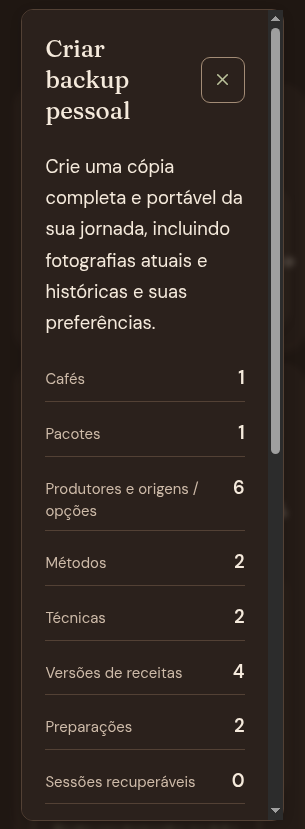 Criar
backup
pessoal
Crie uma cópia
completa e portável da
sua jornada, incluindo
fotografias atuais e
históricas e suas
preferências.
Cafés 1
Pacotes 1
Produtores e origens / 6
opções
Métodos 2
Técnicas 2
Versões de receitas 4
Preparações 2
Sessões recuperáveis 0